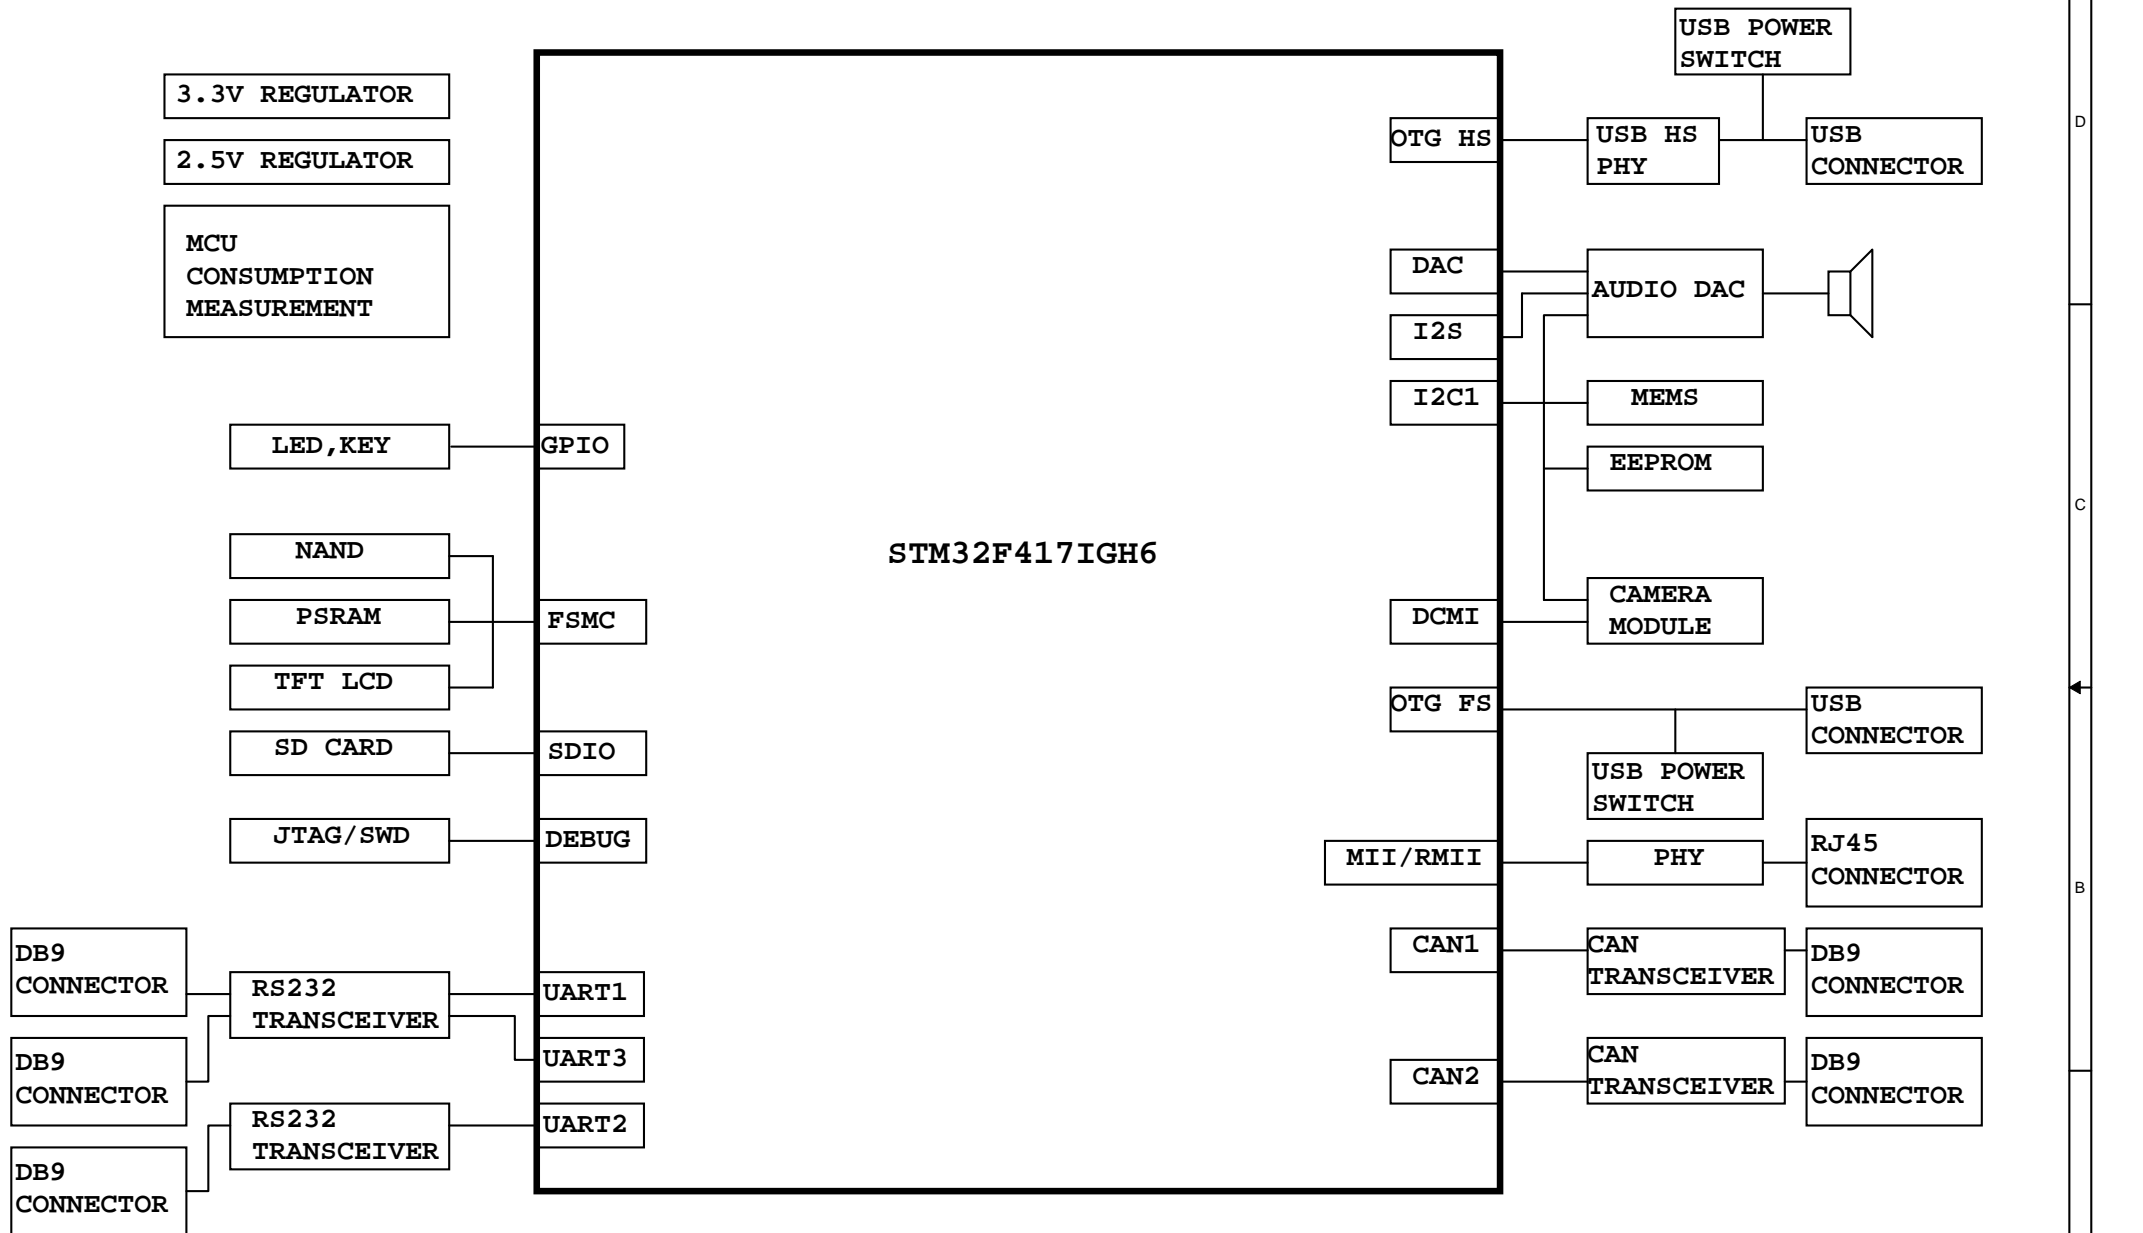 USB POWER
SWITCH
3.3V REGULATOR
2.5V REGULATOR
MCU
CONSUMPTION
MEASUREMENT
LED,KEY
GPIO
NAND
PSRAM
FSMC
TFT LCD
SD CARD
SDIO
JTAG/SWD
DEBUG
DB9
CONNECTOR
RS232
TRANSCEIVER
UART1
DB9
CONNECTOR
UART3
RS232
TRANSCEIVER
UART2
DB9
CONNECTOR
STM32F417IGH6
OTG HS
USB HS
PHY
USB
CONNECTOR
DAC
AUDIO DAC
I2S
I2C1
MEMS
EEPROM
DCMI
CAMERA
MODULE
OTG FS
USB
CONNECTOR
USB POWER
SWITCH
MII/RMII
PHY
RJ45
CONNECTOR
CAN1
CAN
TRANSCEIVER
DB9
CONNECTOR
CAN2
CAN
TRANSCEIVER
DB9
CONNECTOR
D
C
B